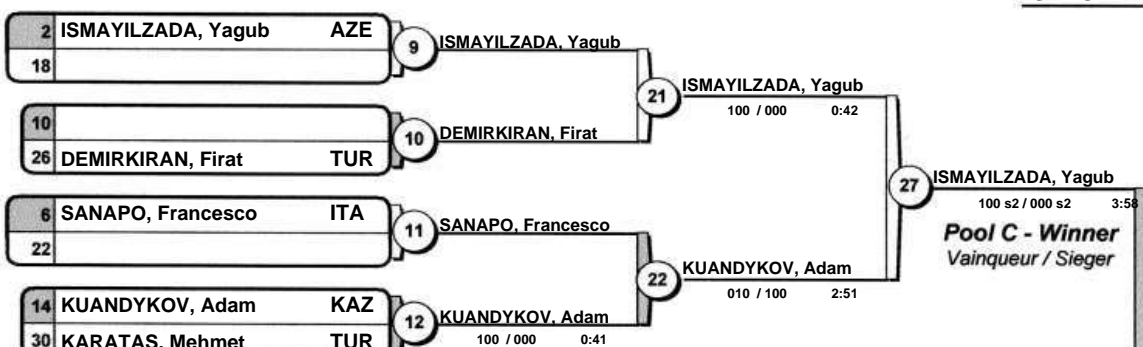 2 ISMAYILZADA, Yagub AZE
18
9
ISMAYILZADA, Yagub
21
ISMAYILZADA, Yagub
100 / 000 0:42
10
26 DEMIRKIRAN, Firat TUR
10
DEMIRKIRAN, Firat
27
ISMAYILZADA, Yagub
100 s2 / 000 s2 3:58
Pool C - Winner
Vainqueur / Sieger
6 SANAPO, Francesco ITA
22
11
SANAPO, Francesco
22
KUANDYKOV, Adam
010 / 100 2:51
14 KUANDYKOV, Adam KAZ
30 KARATAS, Mehmet TUR
12
KUANDYKOV, Adam
100 / 000 0:41